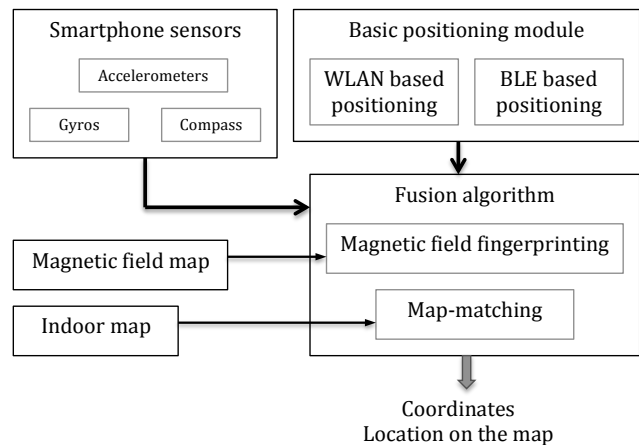 Smartphone sensors
Accelerometers
Gyros
Compass
Basic positioning module
WLAN based
positioning
BLE based
positioning
Fusion algorithm
Magnetic field fingerprinting
Magnetic field map
Map-matching
Indoor map
Coordinates
Location on the map